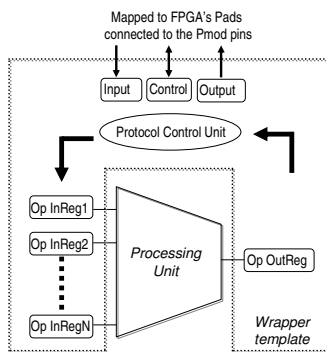 Mapped to FPGA's Pads
connected to the Pmod pins
Input
Control
Output
Protocol Control Unit
Op InReg1
Op InReg2
Processing
Unit
Op OutReg
Op InRegN
Wrapper
template